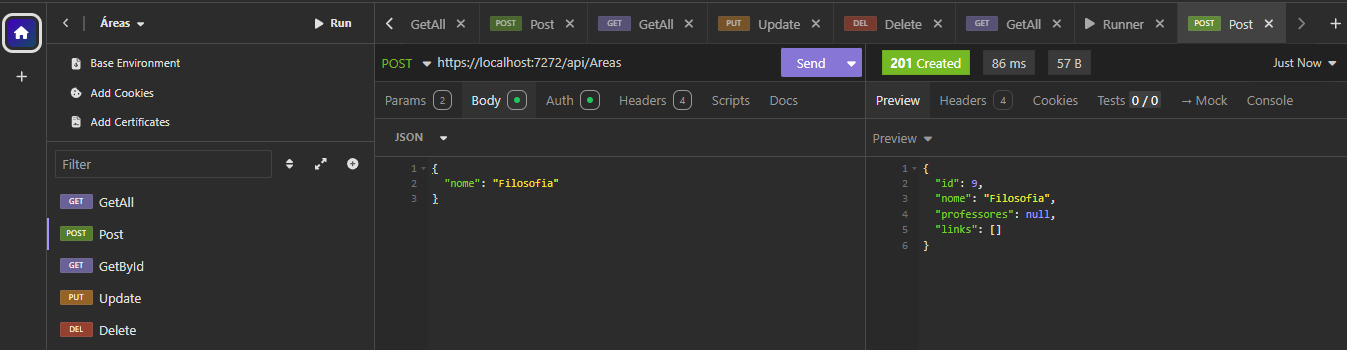 Áreas
Run
GetAll
POST Post
GET GetAll
PUT Update
DEL Delete
GET GetAll
Runner
POST Post
Base Environment
Add Cookies
Add Certificates
Filter
GET GetAll
POST Post
GET GetById
PUT Update
DEL Delete
POST https://localhost:7272/api/Areas Send
Params 2 Body Auth Headers 4 Scripts Docs
JSON
1 {
2 "nome": "Filosofia"
3 }
201 Created 86 ms 57 B Just Now
Preview Headers 4 Cookies Tests 0 / 0 → Mock Console
Preview
1 {
2 "id": 9,
3 "nome": "Filosofia",
4 "professores": null,
5 "links": []
6 }